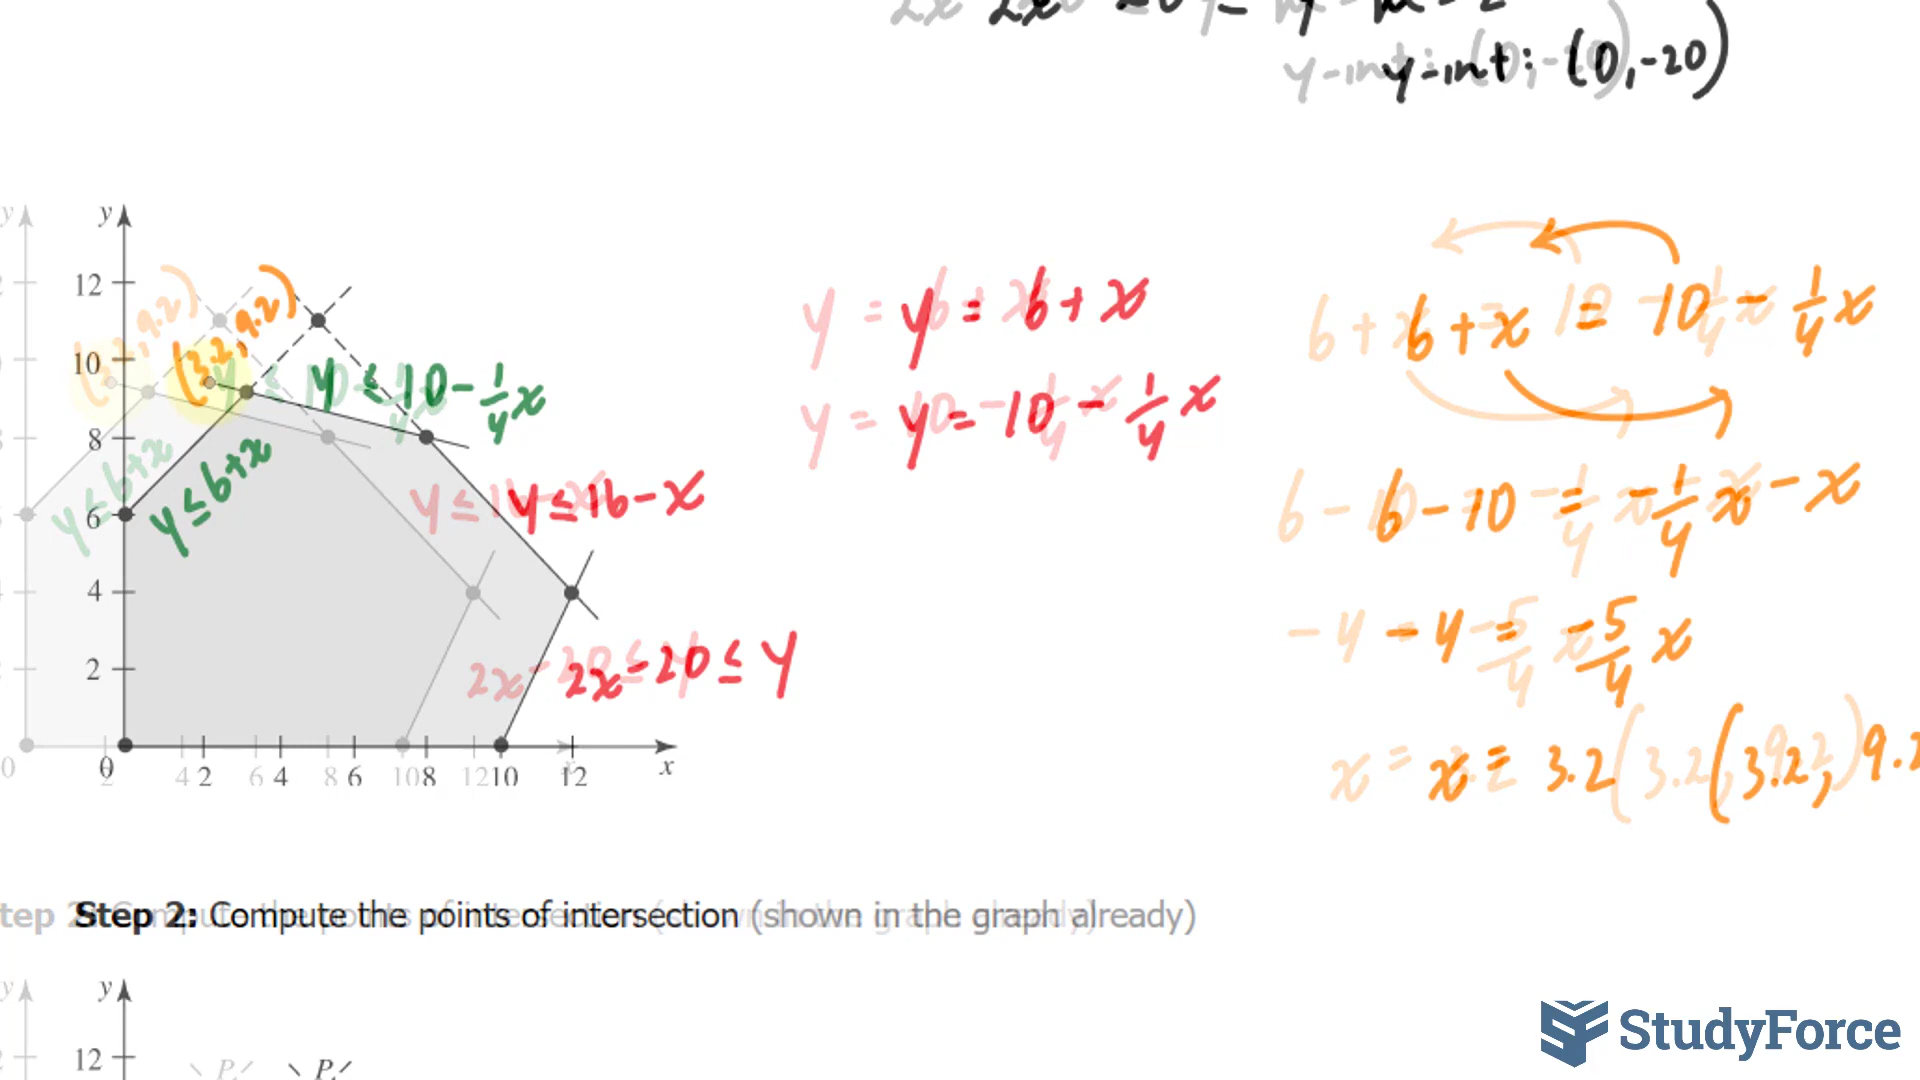 y-int: (0,-20)
y
12
10
8
6
4
2
0 2 4 6 8 10 12 x
(3.2, 9.2)
y ≤ 10 - 1/4 x
y ≤ 6+x
y ≤ 16 - x
2x - 20 ≤ y
y = 6 + x
y = 10 - 1/4 x
6 + x = 10 - 1/4 x
6 - 10 = -1/4 x - x
-4 = -5/4 x
x = 3.2 (3.2, 9.2
Step 2: Compute the points of intersection (shown in the graph already)
y
12
P
StudyForce